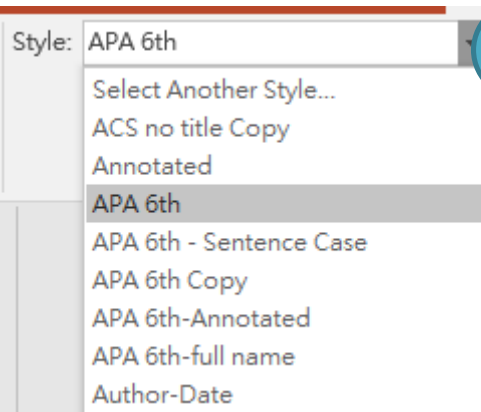 Style: APA 6th
Select Another Style...
ACS no title Copy
Annotated
APA 6th
APA 6th - Sentence Case
APA 6th Copy
APA 6th-Annotated
APA 6th-full name
Author-Date